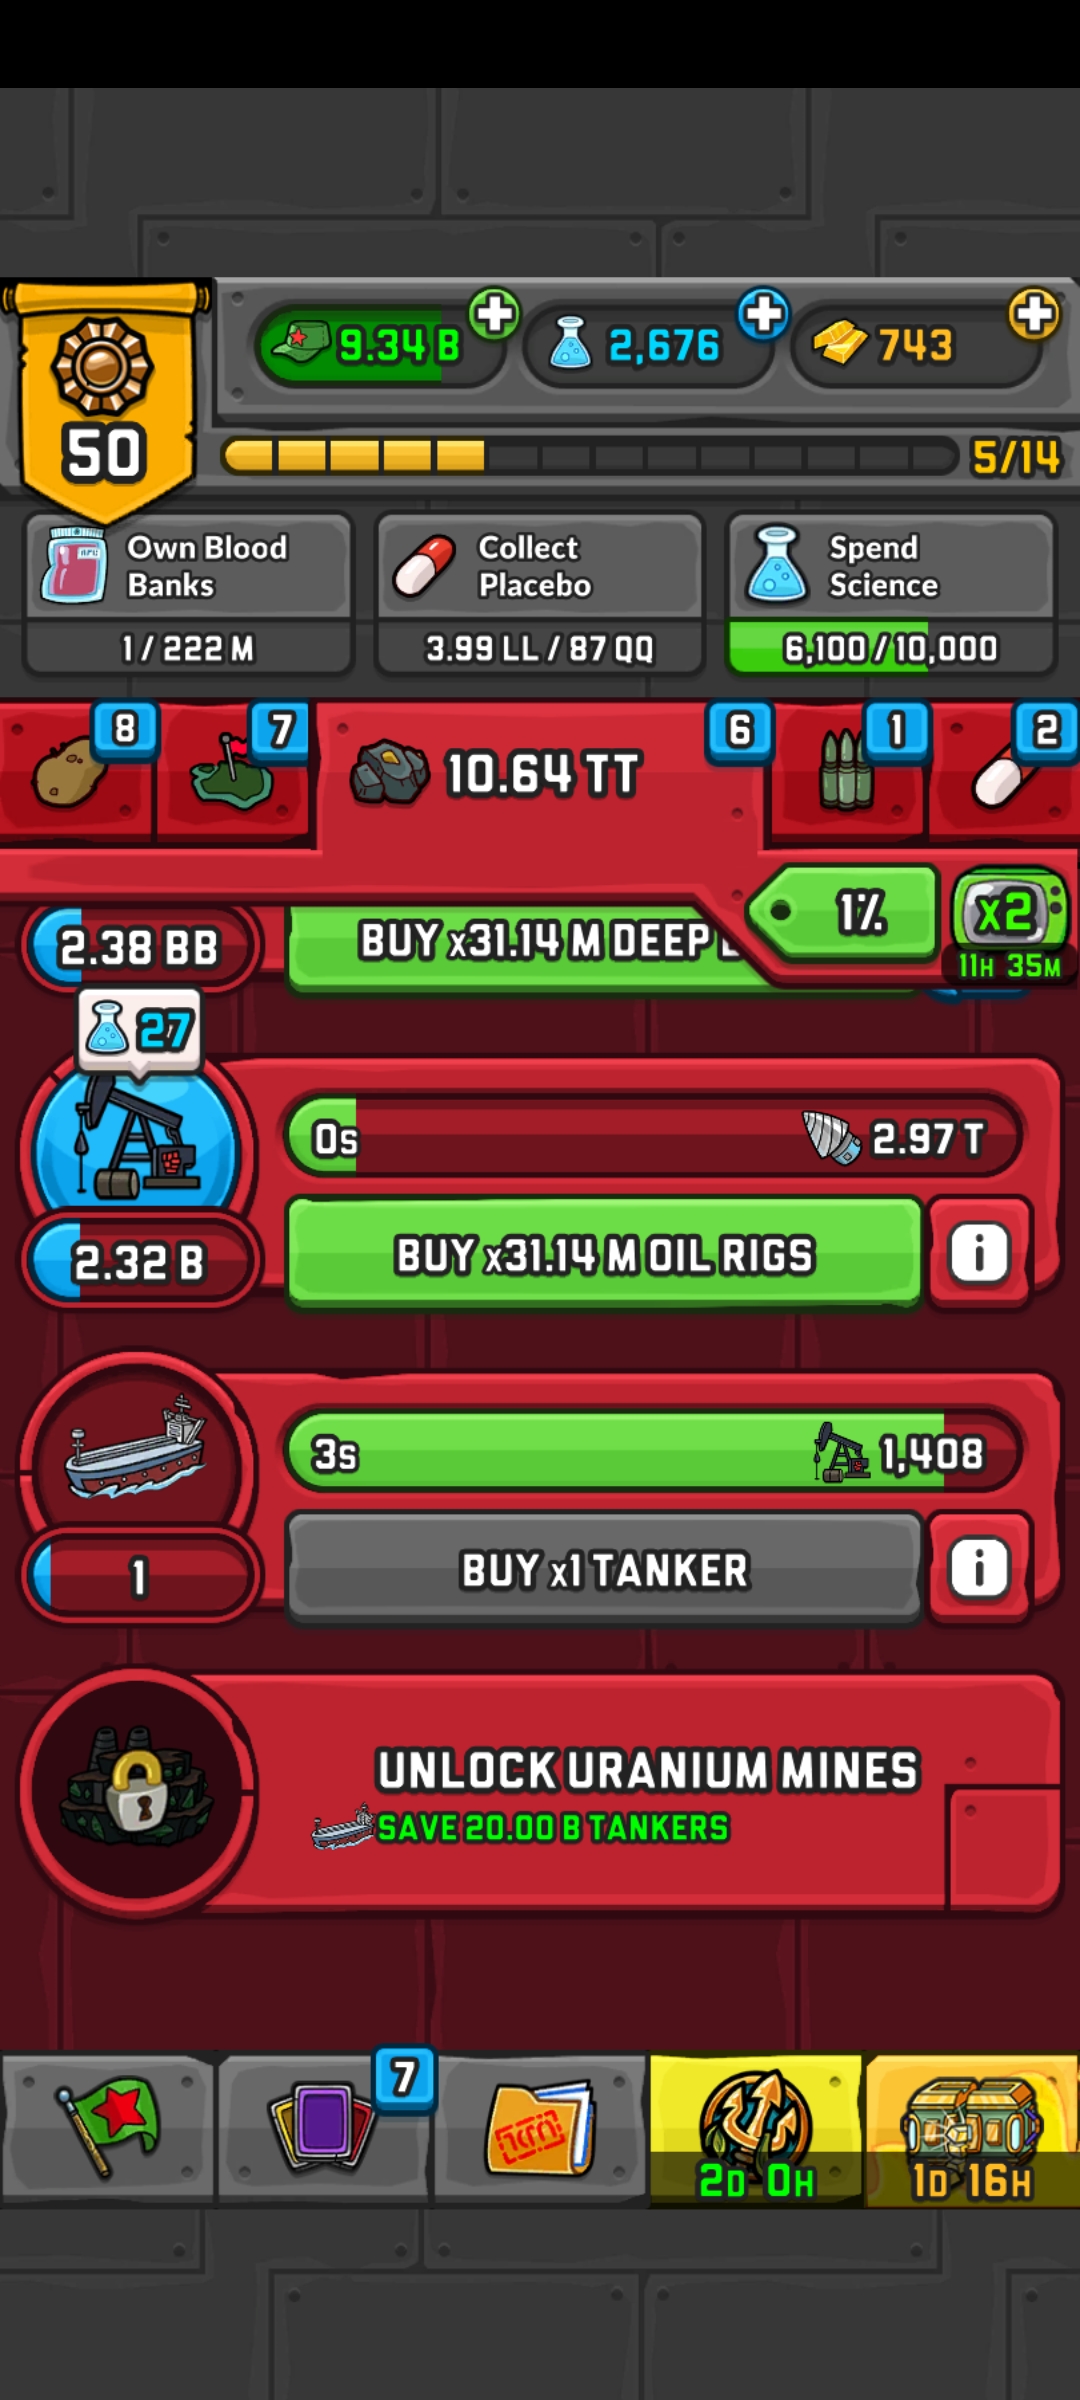 9.34 B
2,676
743
50
5/14
Own Blood
Banks
1 / 222 M
Collect
Placebo
3.99 LL / 87 QQ
Spend
Science
6,100 / 10,000
8
7
10.64 TT
6
1
2
1%
x2
11H 35M
2.38 BB
BUY x31.14 M DEEP
27
0s
2.97 T
2.32 B
BUY x31.14 M OIL RIGS
i
3s
1,408
1
BUY x1 TANKER
i
UNLOCK URANIUM MINES
SAVE 20.00 B TANKERS
7
2D 0H
1D 16H